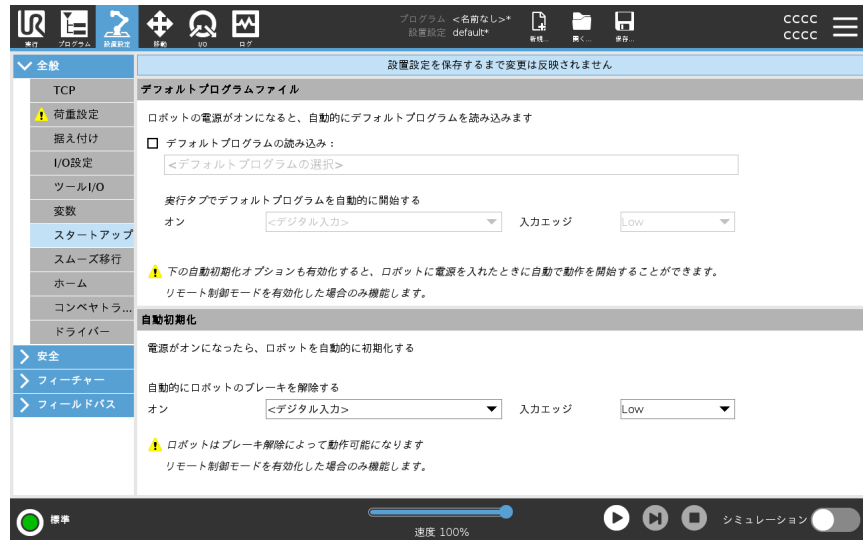 UR
実行
プログラム
設置設定
移動
I/O
ログ
プログラム <名前なし>*
設置設定 default*
新規...
開く...
保存...
CCCC
CCCC
全般
TCP
荷重設定
据え付け
I/O設定
ツールI/O
変数
スタートアップ
スムーズ移行
ホーム
コンベヤトラ...
ドライバー
安全
フィーチャー
フィールドバス
設置設定を保存するまで変更は反映されません
デフォルトプログラムファイル
ロボットの電源がオンになると、自動的にデフォルトプログラムを読み込みます
デフォルトプログラムの読み込み：
<デフォルトプログラムの選択>
実行タブでデフォルトプログラムを自動的に開始する
オン <デジタル入力> 入力エッジ Low
下の自動初期化オプションも有効化すると、ロボットに電源を入れたときに自動で動作を開始することができます。
リモート制御モードを有効化した場合のみ機能します。
自動初期化
電源がオンになったら、ロボットを自動的に初期化する
自動的にロボットのブレーキを解除する
オン <デジタル入力> 入力エッジ Low
ロボットはブレーキ解除によって動作可能になります
リモート制御モードを有効化した場合のみ機能します。
標準
速度 100%
シミュレーション